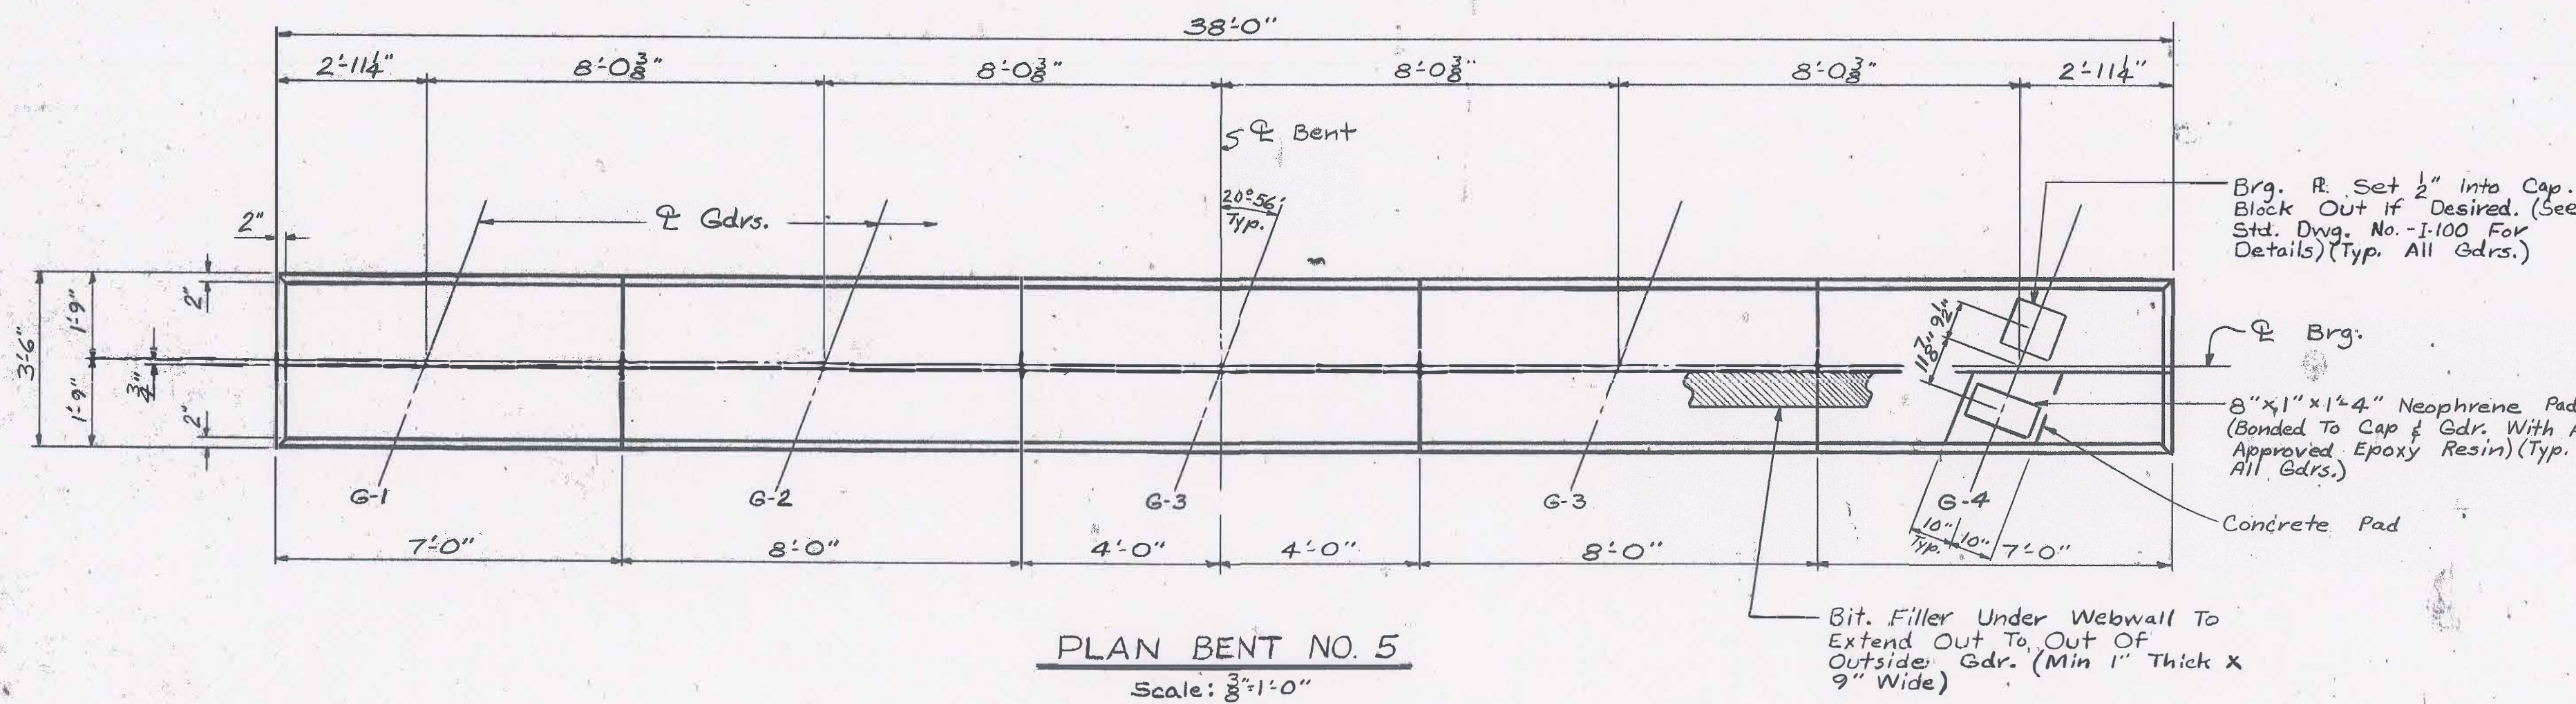 38'-0"
2'-11¼" 8'-0⅜" 8'-0⅜" 8'-0⅜" 8'-0⅜" 2'-11¼"
℄ Bent
20°-56'
Typ.
℄ Gdrs.
2"
Brg. ℞. Set ½" Into Cap.
Block Out If Desired. (See
Std. Dwg. No. -I-100 For
Details) (Typ. All Gdrs.)
3'-6"
1'-9"
1'-9"
¾"
2"
2"
9½"
11⅞"
℄ Brg.
8" x 1" x 1'-4" Neophrene Pad
(Bonded To Cap & Gdr. With
Approved Epoxy Resin) (Typ.
All Gdrs.)
Concrete Pad
G-1 G-2 G-3 G-3 G-4
10" 10"
Typ.
7'-0" 8'-0" 4'-0" 4'-0" 8'-0" 7'-0"
Bit. Filler Under Webwall To
Extend Out To Out Of
Outside Gdr. (Min 1" Thick x
9" Wide)
PLAN BENT NO. 5
Scale: ⅜"=1'-0"